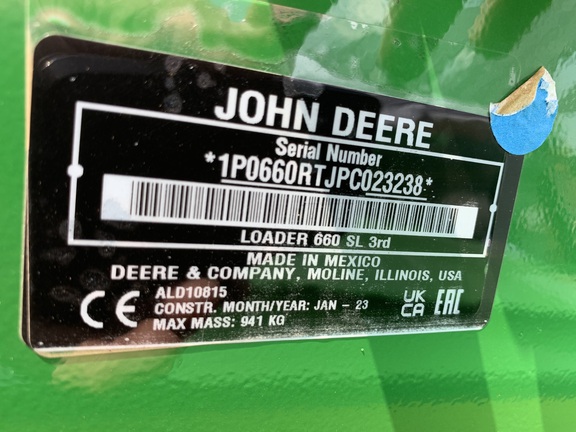 JOHN DEERE
Serial Number
*1P0660RTJPC023238*
LOADER 660 SL 3rd
MADE IN MEXICO
DEERE & COMPANY, MOLINE, ILLINOIS, USA
ALD10815
CONSTR. MONTH/YEAR: JAN - 23
MAX MASS: 941 KG
CE
UK
CA
EAC